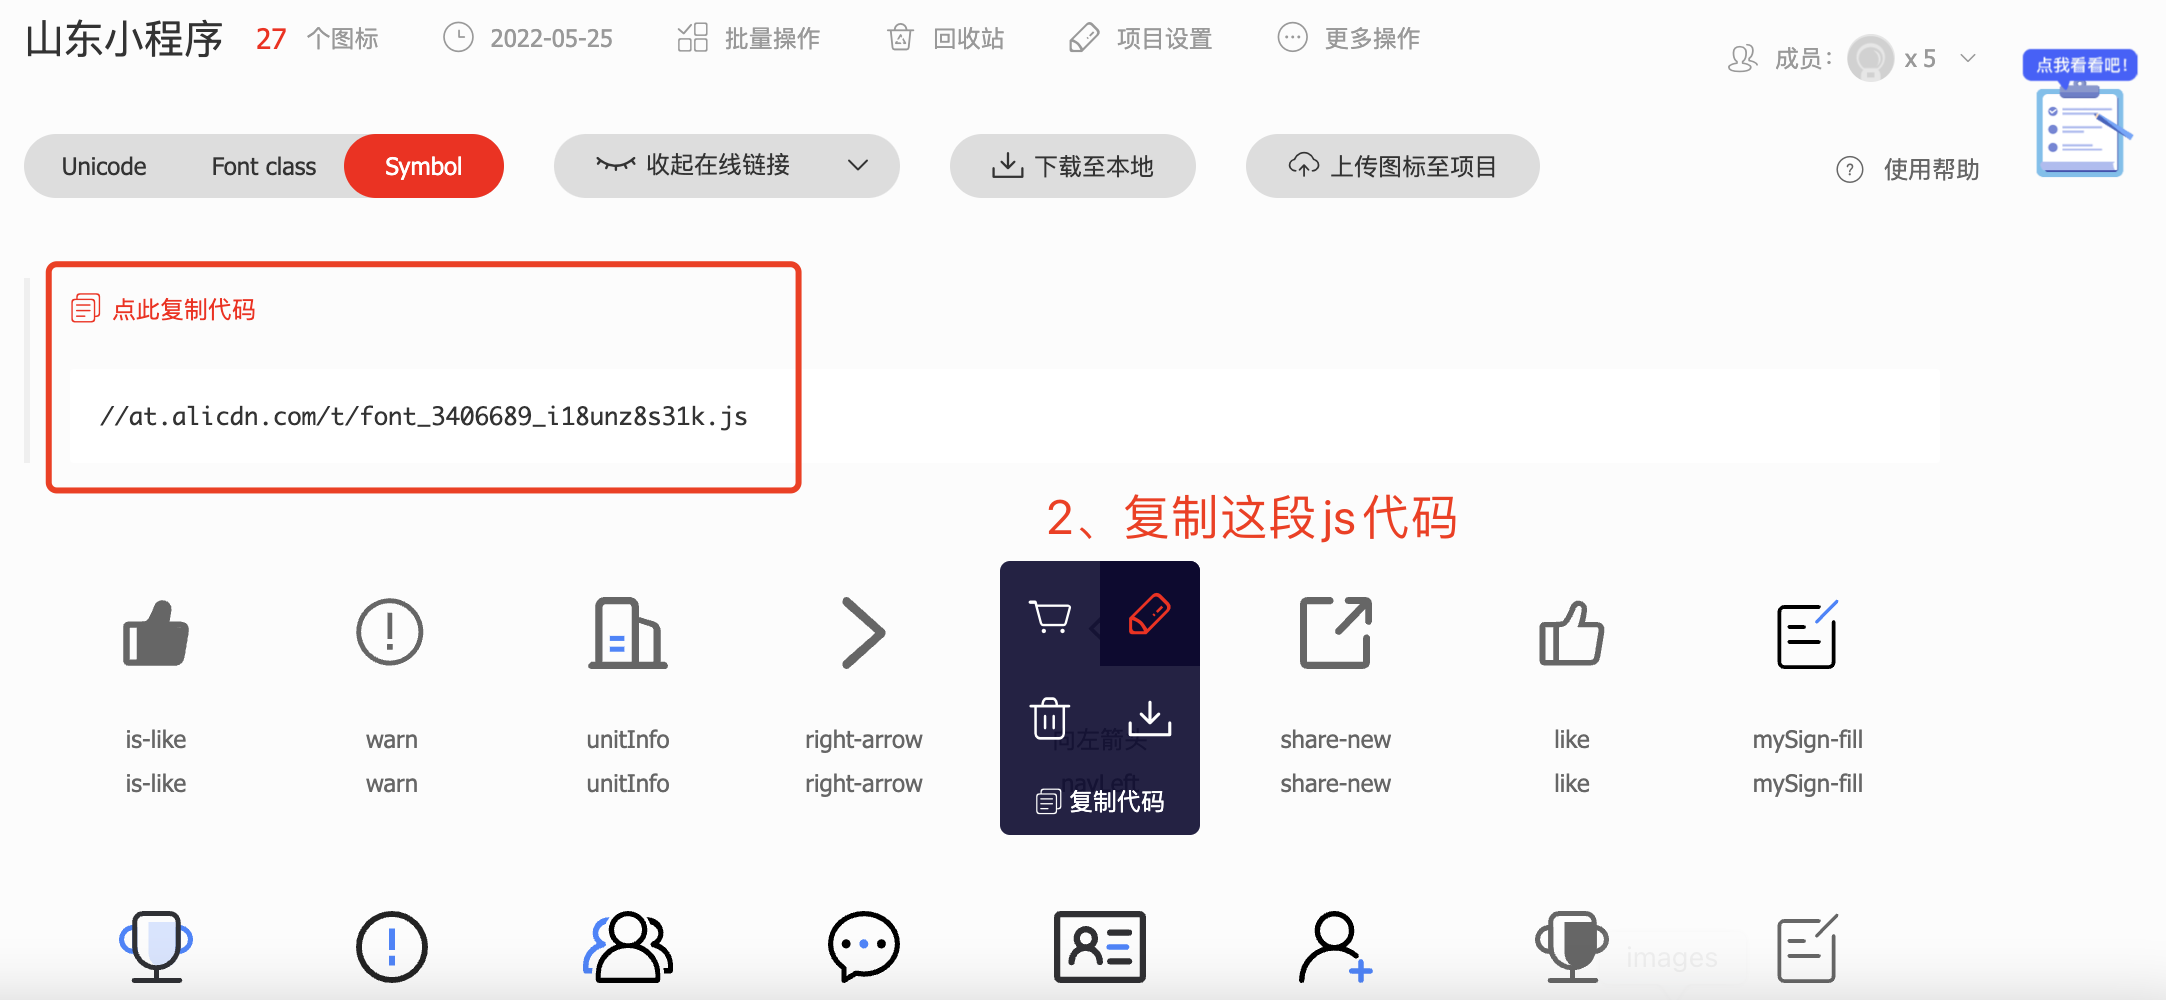 山东小程序 27 个图标 2022-05-25 批量操作 回收站 项目设置 更多操作
成员： x 5
点我看看吧！
Unicode Font class Symbol 收起在线链接 下载至本地 上传图标至项目 使用帮助
点此复制代码
//at.alicdn.com/t/font_3406689_i18unz8s31k.js
2、复制这段js代码
is-like warn unitInfo right-arrow 向左箭头 share-new like mySign-fill
is-like warn unitInfo right-arrow navLeft share-new like mySign-fill
复制代码
images